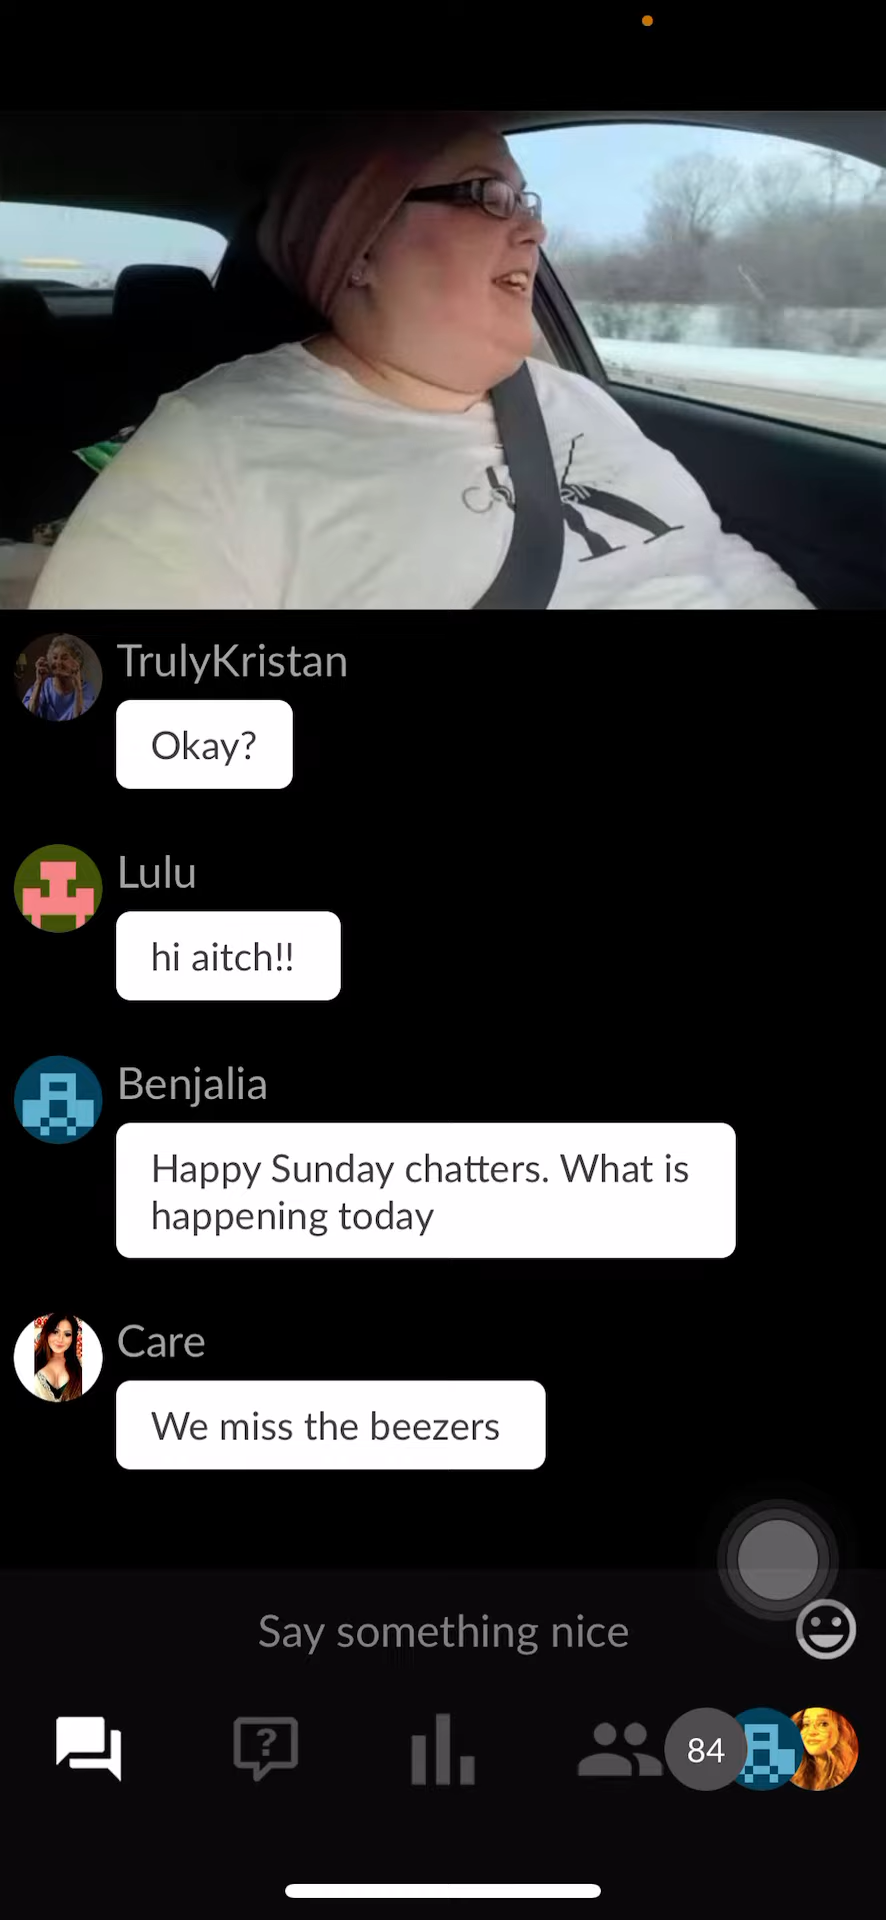 TrulyKristan
Okay?
Lulu
hi aitch!!
Benjalia
Happy Sunday chatters. What is
happening today
Care
We miss the beezers
Say something nice
84